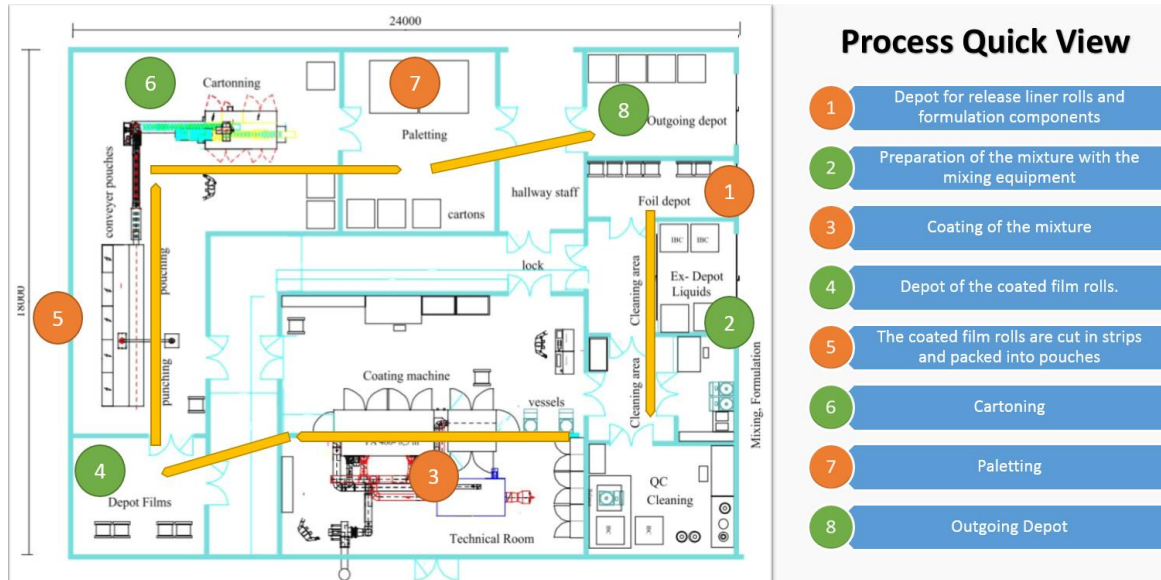 24000
18000
6
Cartonning
7
Paletting
8
Outgoing depot
conveyer pouches
cartons
hallway staff
1
Foil depot
IBC
IBC
lock
Cleaning area
Ex- Depot
Liquids
2
5
pouching
punching
Coating machine
vessels
Cleaning area
Mixing, Formulation
4
Depot Films
3
QC
Cleaning
Technical Room
Process Quick View
1
Depot for release liner rolls and
formulation components
2
Preparation of the mixture with the
mixing equipment
3
Coating of the mixture
4
Depot of the coated film rolls.
5
The coated film rolls are cut in strips
and packed into pouches
6
Cartoning
7
Paletting
8
Outgoing Depot